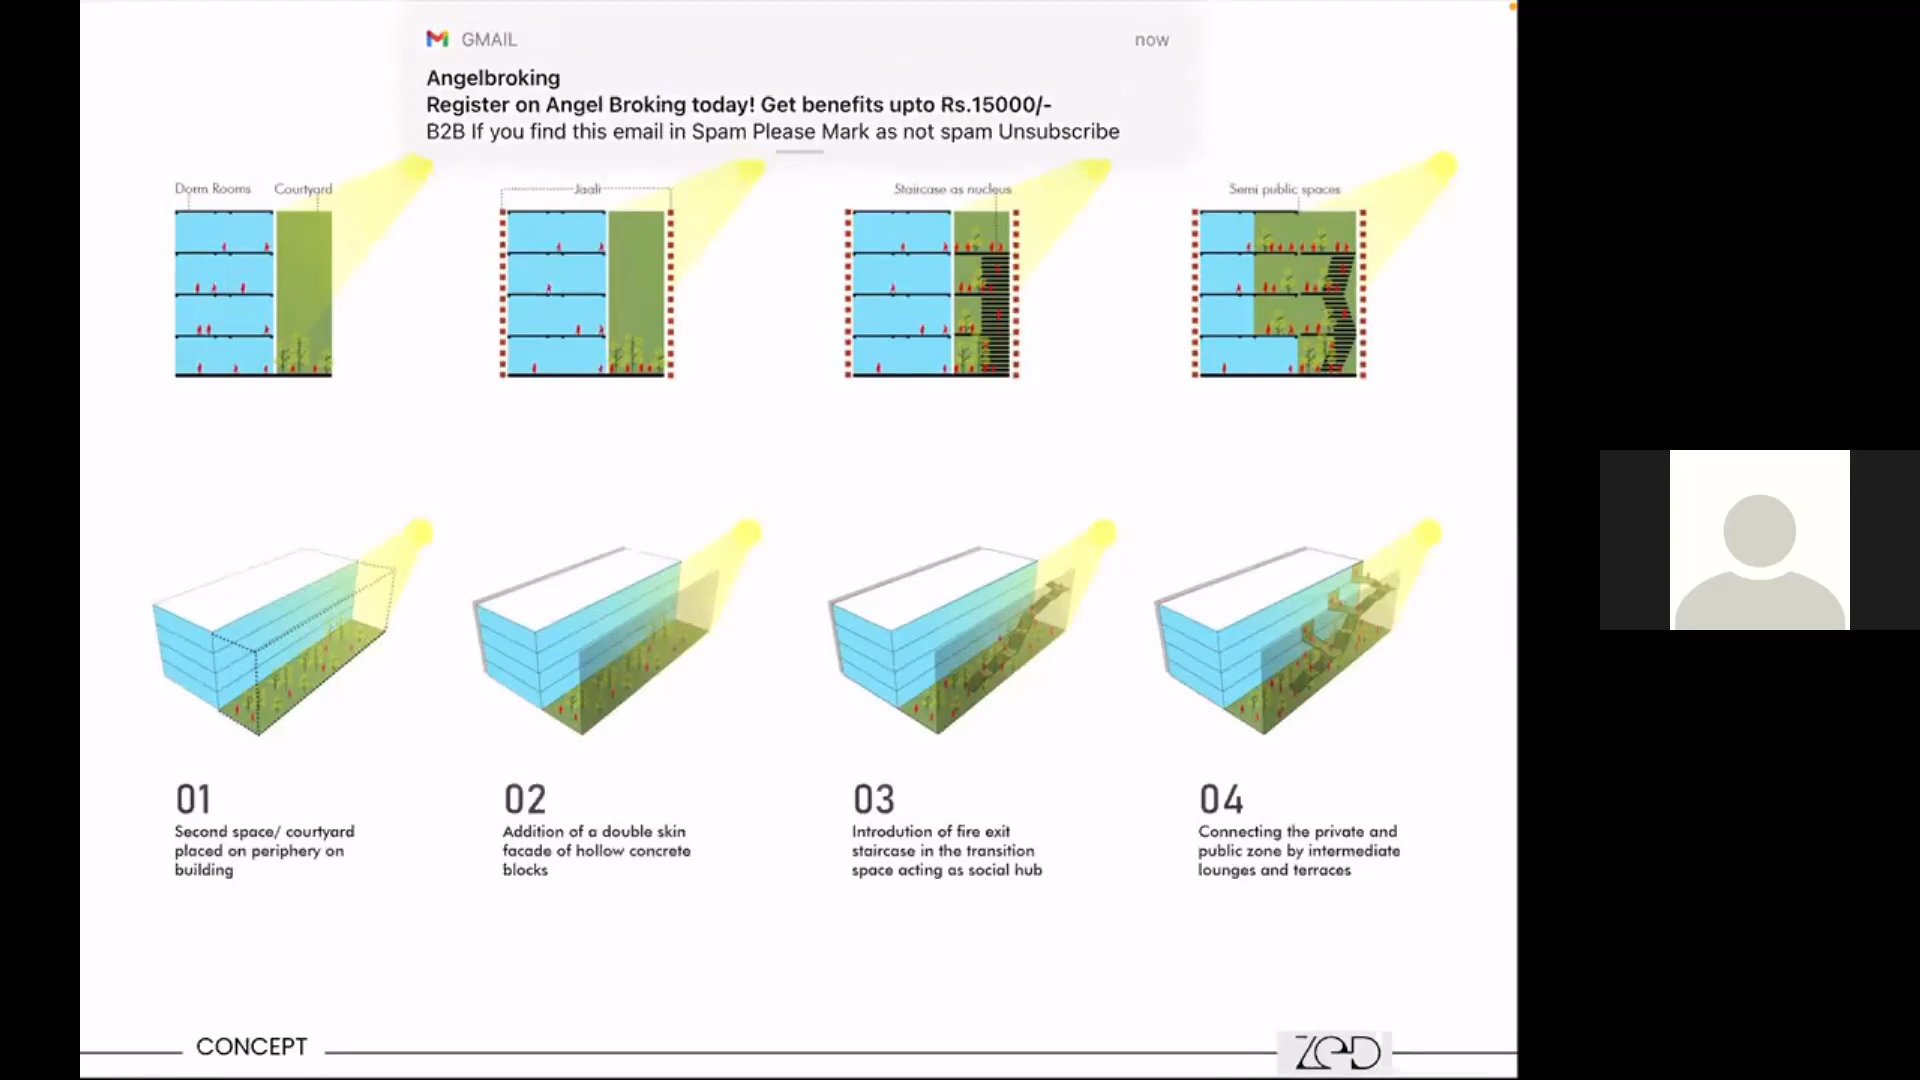 GMAIL
now
Angelbroking
Register on Angel Broking today! Get benefits upto Rs.15000/-
B2B If you find this email in Spam Please Mark as not spam Unsubscribe
Dorm Rooms
Courtyard
Jaali
Staircase as nucleus
Semi public spaces
01
Second space/ courtyard
placed on periphery on
building
02
Addition of a double skin
facade of hollow concrete
blocks
03
Introdution of fire exit
staircase in the transition
space acting as social hub
04
Connecting the private and
public zone by intermediate
lounges and terraces
CONCEPT
ZED